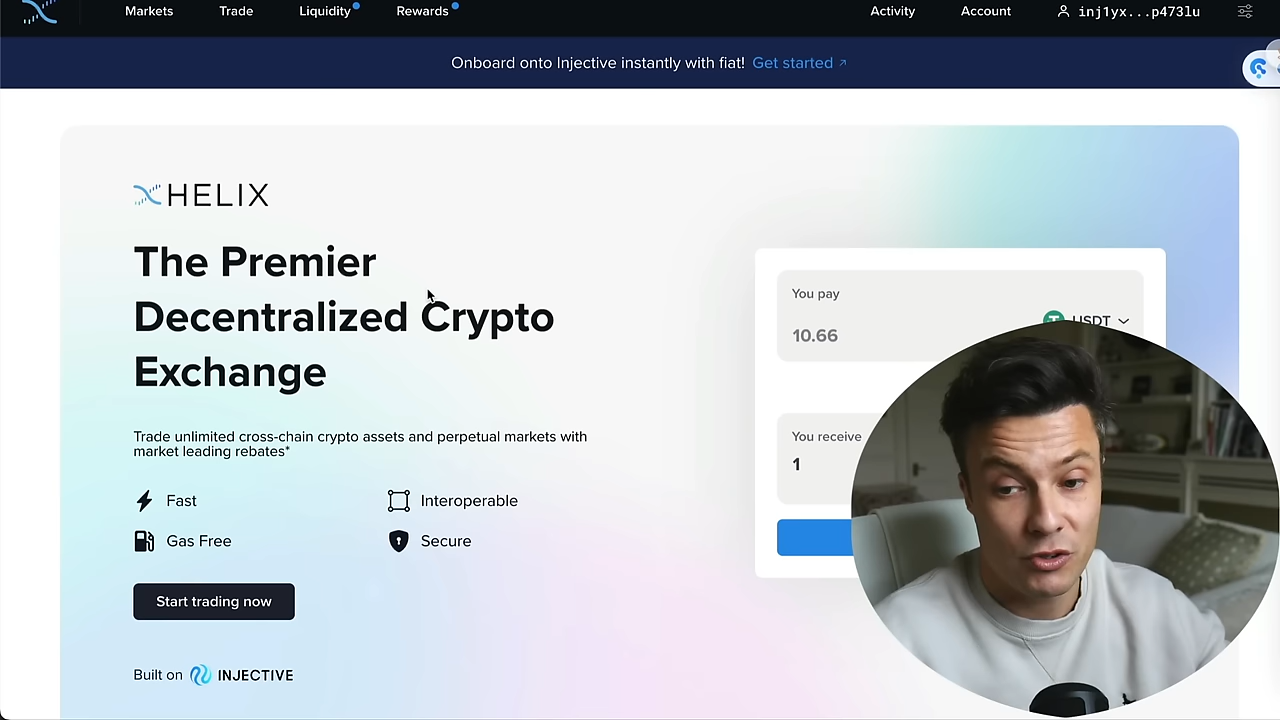 Markets Trade Liquidity Rewards Activity Account inj1yx...p473lu
Onboard onto Injective instantly with fiat! Get started
HELIX
The Premier
Decentralized Crypto
Exchange
Trade unlimited cross-chain crypto assets and perpetual markets with
market leading rebates*
Fast
Interoperable
Gas Free
Secure
Start trading now
Built on INJECTIVE
You pay
10.66 USDT
You receive
1